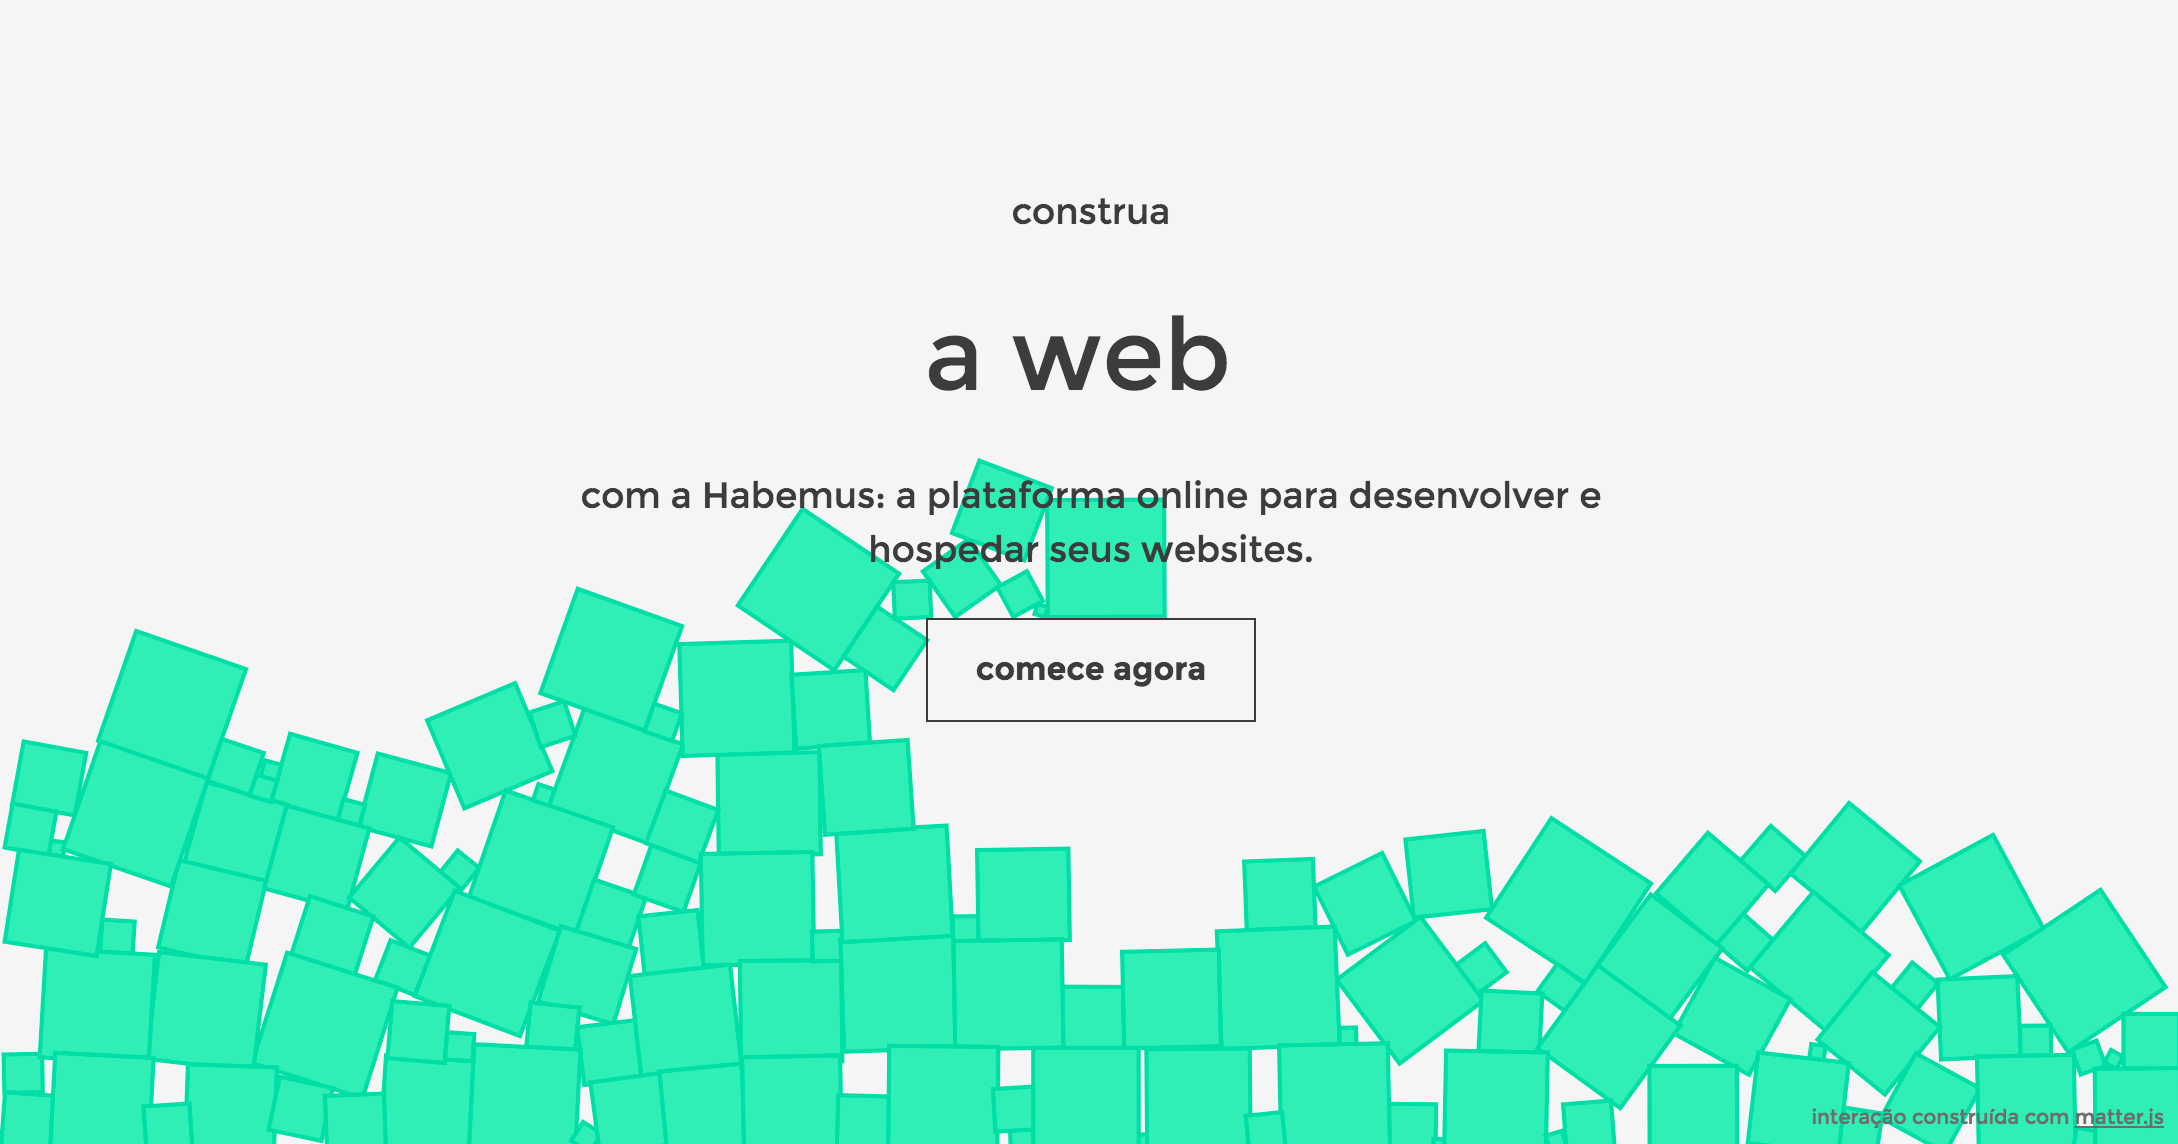 construa
a web
com a Habemus: a plataforma online para desenvolver e
hospedar seus websites.
comece agora
interação construída com matter.js